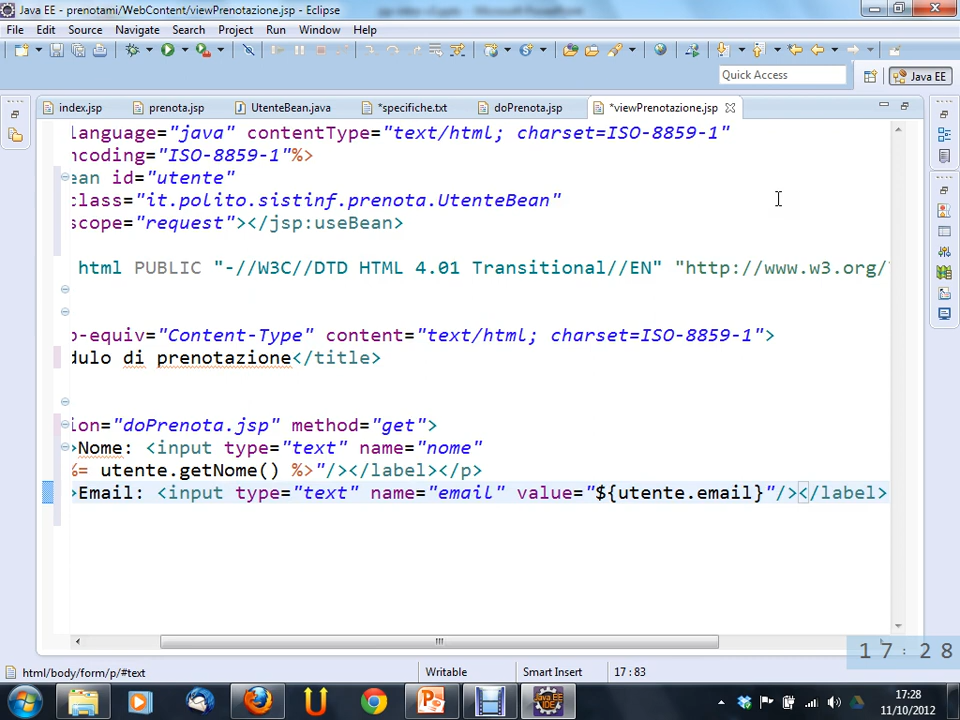 Java EE - prenotami/WebContent/viewPrenotazione.jsp - Eclipse
File Edit Source Navigate Search Project Run Window Help
Quick Access
Java EE
index.jsp prenota.jsp UtenteBean.java *specifiche.txt doPrenota.jsp *viewPrenotazione.jsp
language="java" contentType="text/html; charset=ISO-8859-1"
ncoding="ISO-8859-1"%>
ean id="utente"
class="it.polito.sistinf.prenota.UtenteBean"
scope="request"></jsp:useBean>
html PUBLIC "-//W3C//DTD HTML 4.01 Transitional//EN" "http://www.w3.org/
p-equiv="Content-Type" content="text/html; charset=ISO-8859-1">
dulo di prenotazione</title>
ion="doPrenota.jsp" method="get">
>Nome: <input type="text" name="nome"
%= utente.getNome() %>"/></label></p>
>Email: <input type="text" name="email" value="${utente.email}"/></label>
17:28
html/body/form/p/#text Writable Smart Insert 17 : 83
17:28
11/10/2012